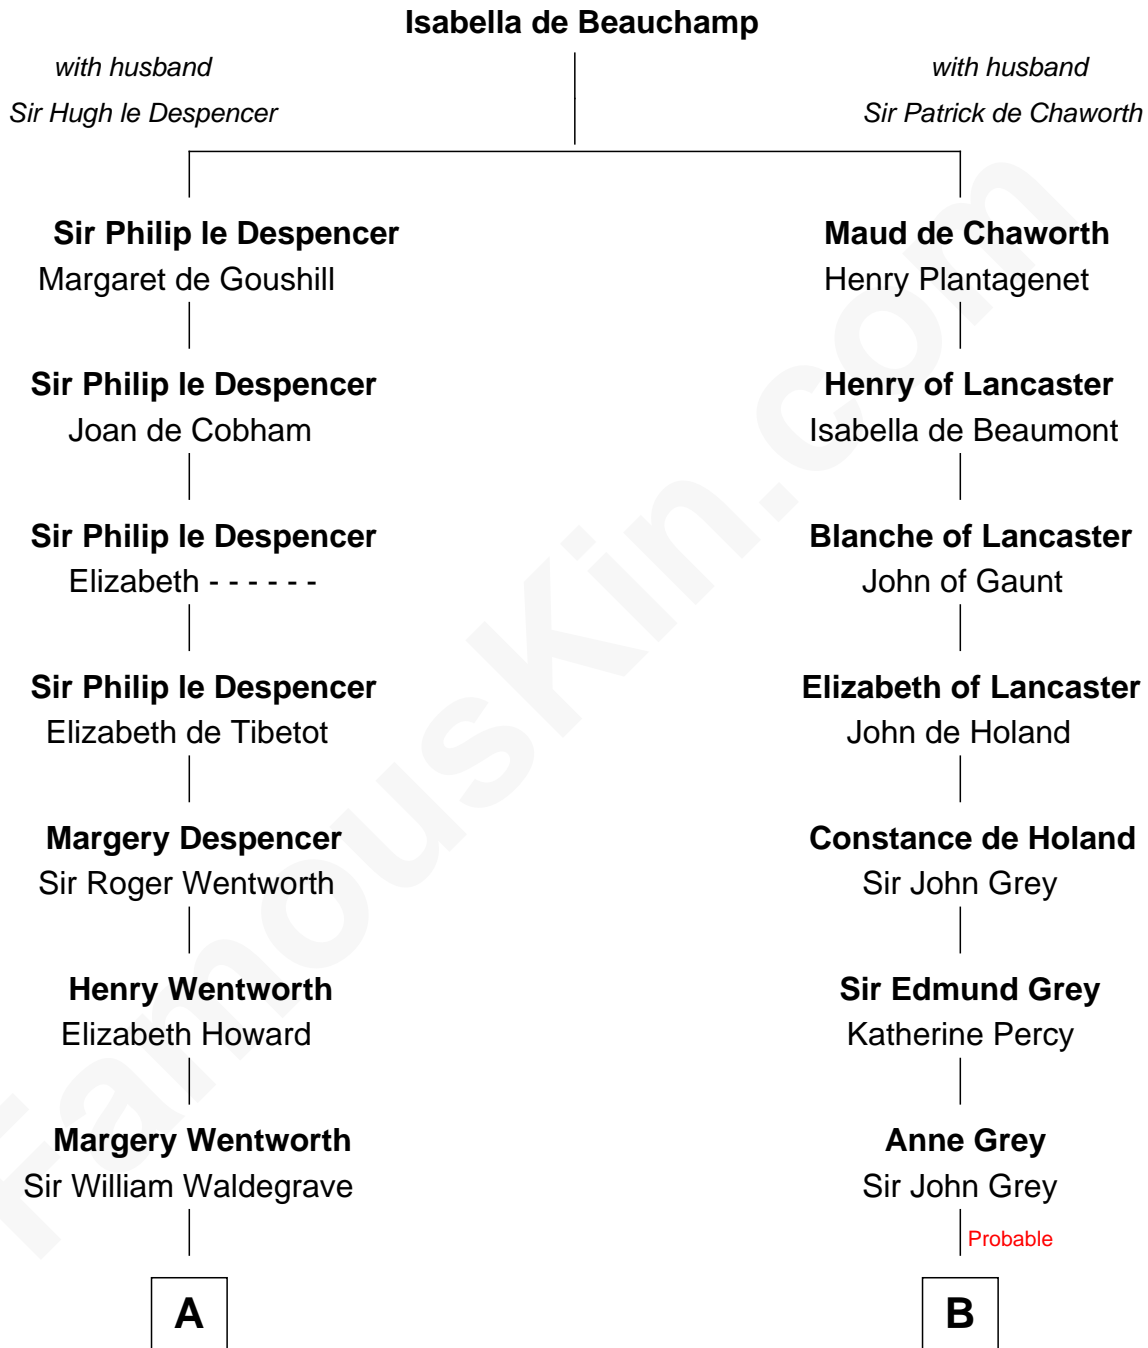 Isabella de Beauchamp
with husband
Sir Hugh le Despencer
with husband
Sir Patrick de Chaworth
Sir Philip le Despencer
Margaret de Goushill
Maud de Chaworth
Henry Plantagenet
Sir Philip le Despencer
Joan de Cobham
Henry of Lancaster
Isabella de Beaumont
Sir Philip le Despencer
Elizabeth - - - - - -
Blanche of Lancaster
John of Gaunt
Sir Philip le Despencer
Elizabeth de Tibetot
Elizabeth of Lancaster
John de Holand
Margery Despencer
Sir Roger Wentworth
Constance de Holand
Sir John Grey
Henry Wentworth
Elizabeth Howard
Sir Edmund Grey
Katherine Percy
Margery Wentworth
Sir William Waldegrave
Anne Grey
Sir John Grey
Probable
A
B
FamousKin.com